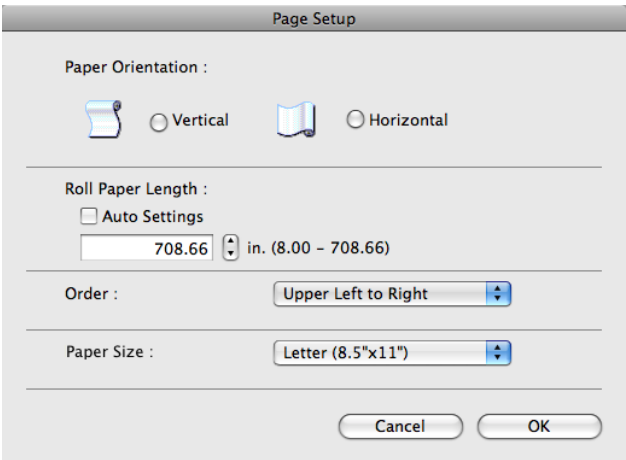 Page Setup
Paper Orientation :
Vertical Horizontal
Roll Paper Length :
Auto Settings
708.66 in. (8.00 – 708.66)
Order : Upper Left to Right
Paper Size : Letter (8.5"x11")
Cancel OK